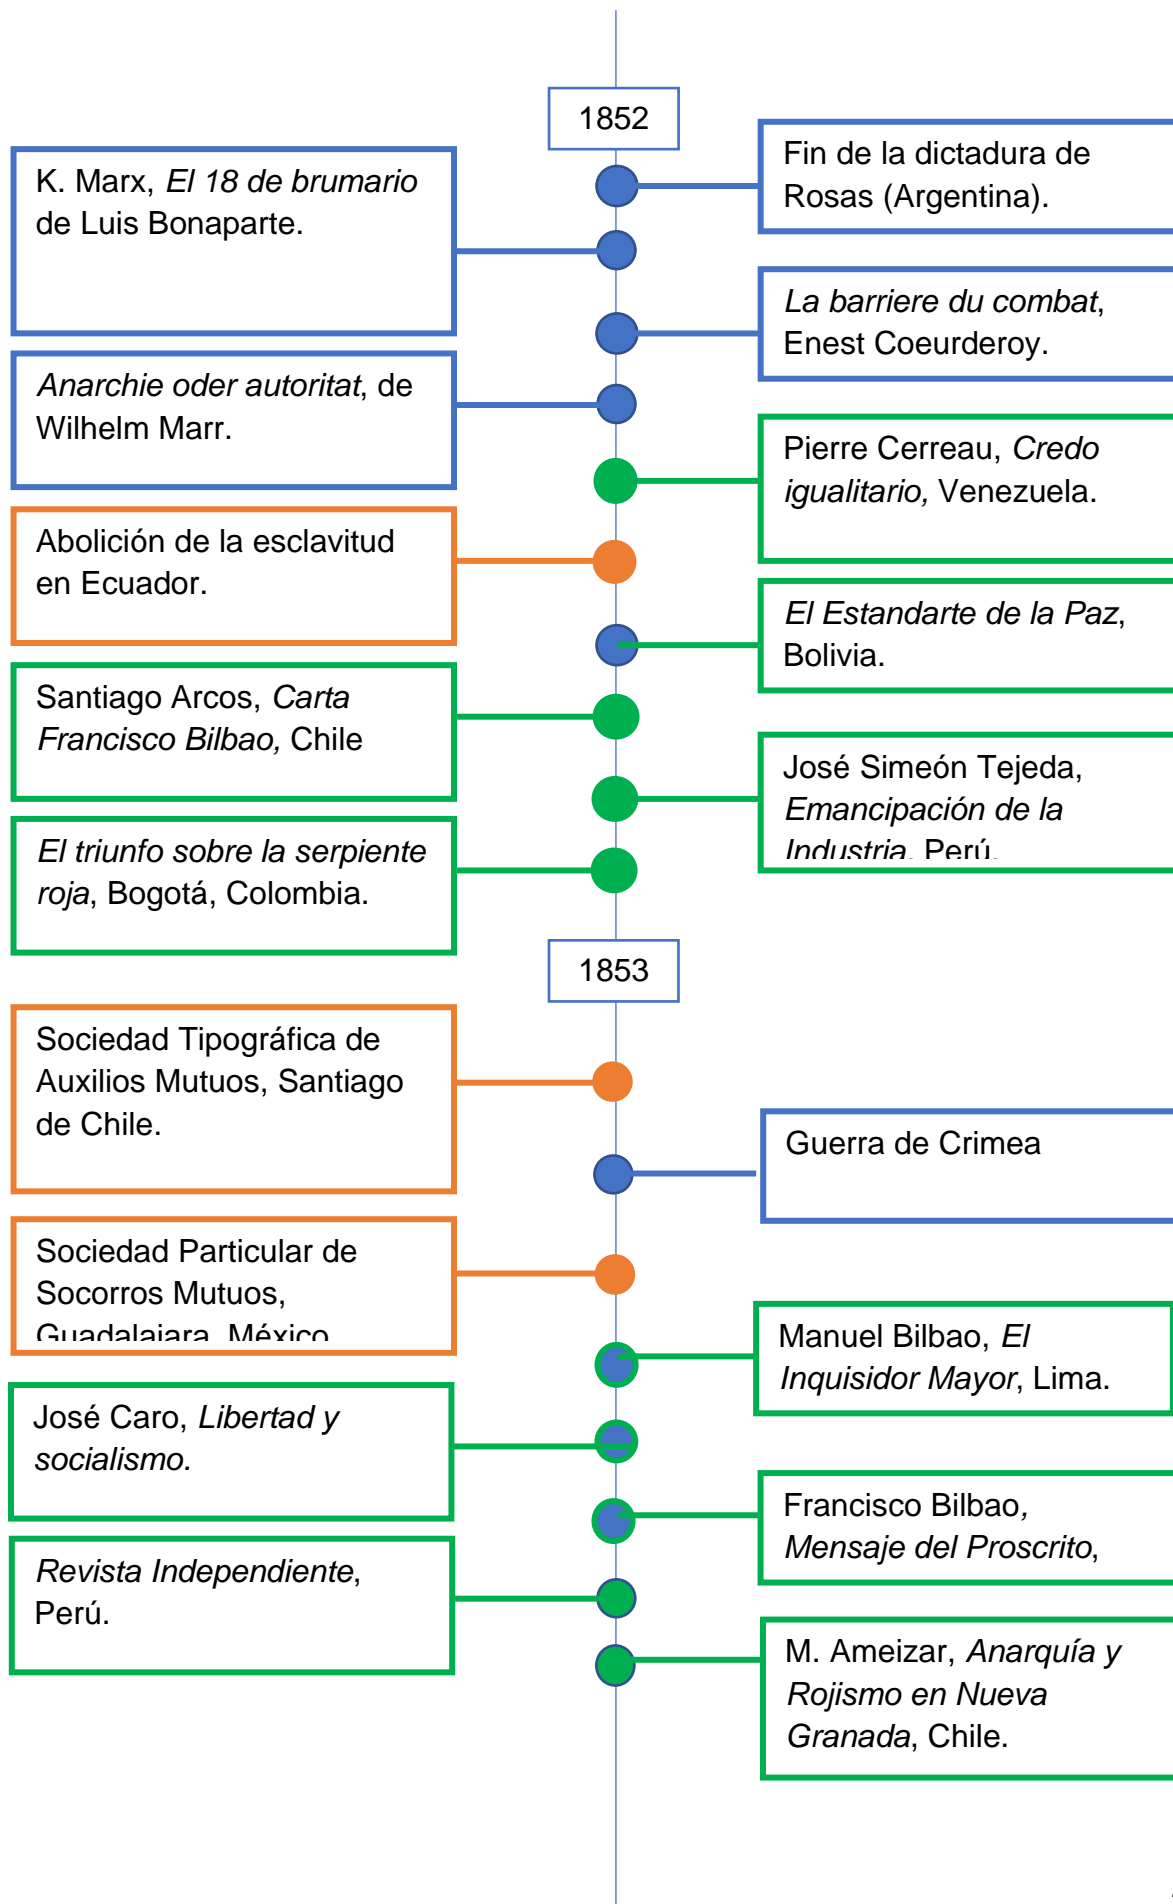 1852
Fin de la dictadura de
Rosas (Argentina).
K. Marx, El 18 de brumario
de Luis Bonaparte.
La barriere du combat,
Enest Coeurderoy.
Anarchie oder autoritat, de
Wilhelm Marr.
Pierre Cerreau, Credo
igualitario, Venezuela.
Abolición de la esclavitud
en Ecuador.
El Estandarte de la Paz,
Bolivia.
Santiago Arcos, Carta
Francisco Bilbao, Chile
José Simeón Tejeda,
Emancipación de la
Industria. Perú.
El triunfo sobre la serpiente
roja, Bogotá, Colombia.
1853
Sociedad Tipográfica de
Auxilios Mutuos, Santiago
de Chile.
Guerra de Crimea
Sociedad Particular de
Socorros Mutuos,
Guadalajara, México
Manuel Bilbao, El
Inquisidor Mayor, Lima.
José Caro, Libertad y
socialismo.
Francisco Bilbao,
Mensaje del Proscrito,
Revista Independiente,
Perú.
M. Ameizar, Anarquía y
Rojismo en Nueva
Granada, Chile.